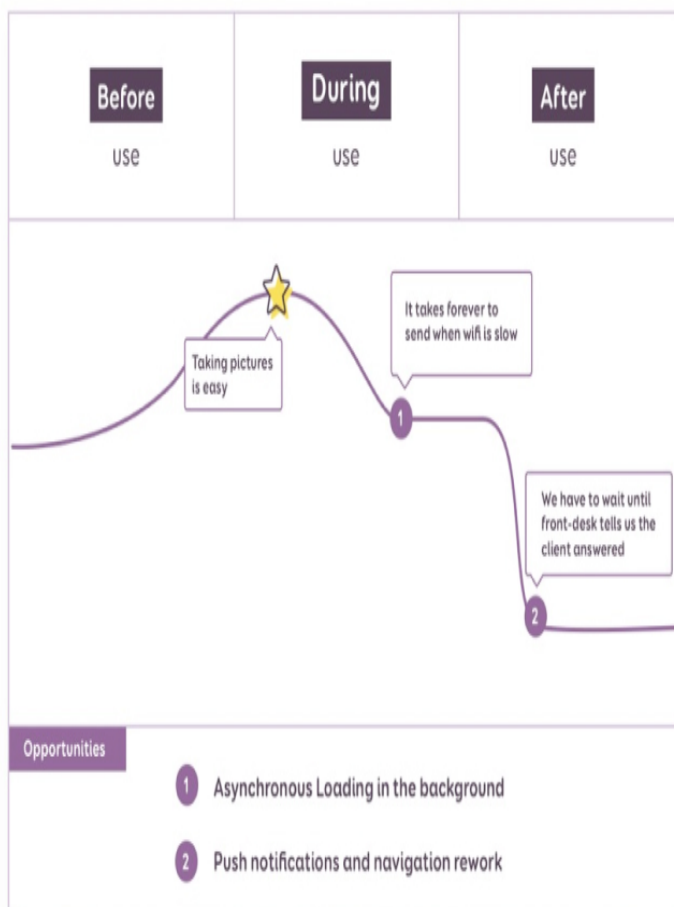 Before
use
During
use
After
use
Taking pictures
is easy
It takes forever to
send when wifi is slow
1
We have to wait until
front-desk tells us the
client answered
2
Opportunities
1 Asynchronous Loading in the background
2 Push notifications and navigation rework